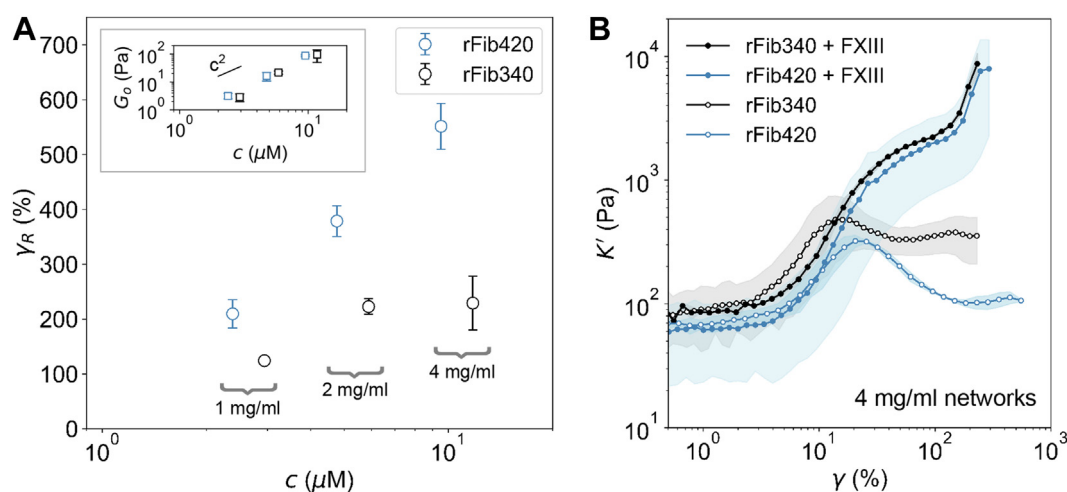 A
700
600
500
400
300
200
100
0
γR (%)
10² 
10¹
10⁰
Go (Pa)
c²
10⁰
10¹
c (μM)
rFib420
rFib340
1 mg/ml
2 mg/ml
4 mg/ml
10⁰
10¹
c (μM)
B
10⁴
10³
10²
10¹
K′ (Pa)
rFib340 + FXIII
rFib420 + FXIII
rFib340
rFib420
4 mg/ml networks
10⁰
10¹
10²
10³
γ (%)